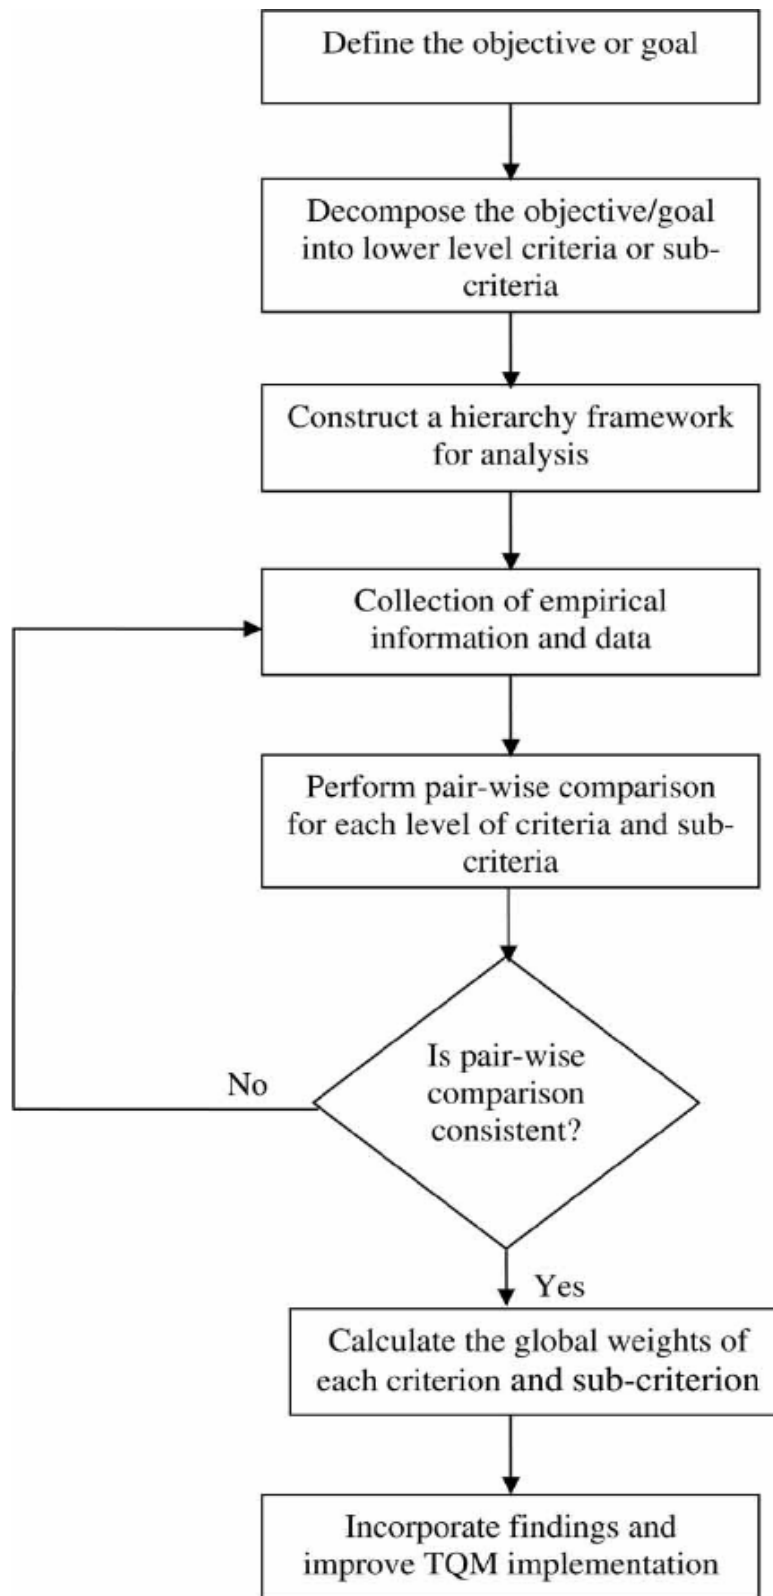 Define the objective or goal
Decompose the objective/goal
into lower level criteria or sub-
criteria
Construct a hierarchy framework
for analysis
Collection of empirical
information and data
Perform pair-wise comparison
for each level of criteria and sub-
criteria
Is pair-wise
comparison
consistent?
No
Yes
Calculate the global weights of
each criterion and sub-criterion
Incorporate findings and
improve TQM implementation